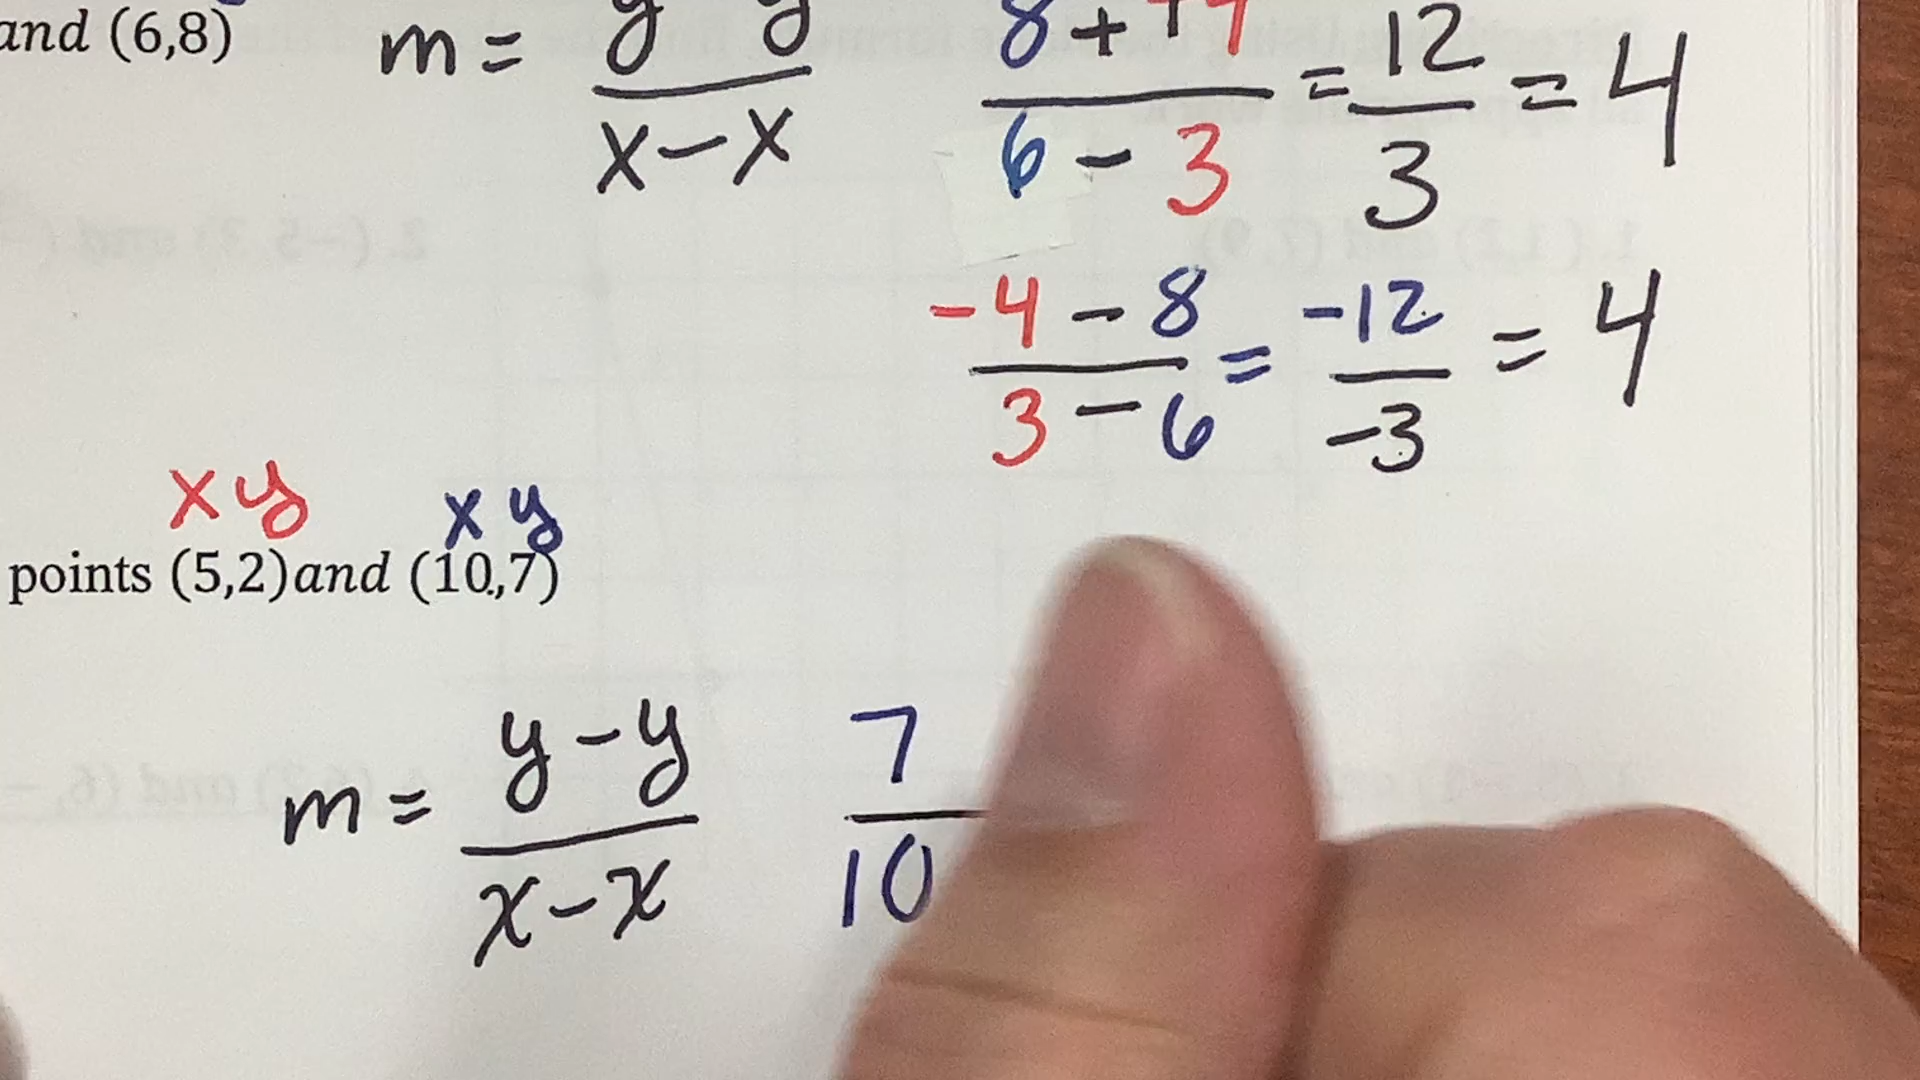 and (6,8)
m = y y / x - x
8 + +4 / 6 - 3 = 12 / 3 = 4
-4 - 8 / 3 - 6 = -12 / -3 = 4
x y x y
points (5,2)and (10,7)
m = y - y / x - x
7 / 10